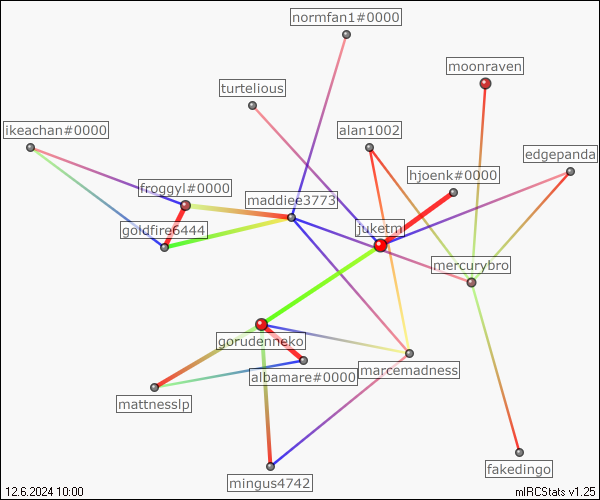 normfan1#0000
moonraven
turtelious
ikeachan#0000
alan1002
edgepanda
hjoenk#0000
froggyl#0000
maddiee3773
goldfire6444
juketm
mercurybro
gorudenneko
marcemadness
albamare#0000
mattnesslp
fakedingo
mingus4742
12.6.2024 10:00
mIRCStats v1.25